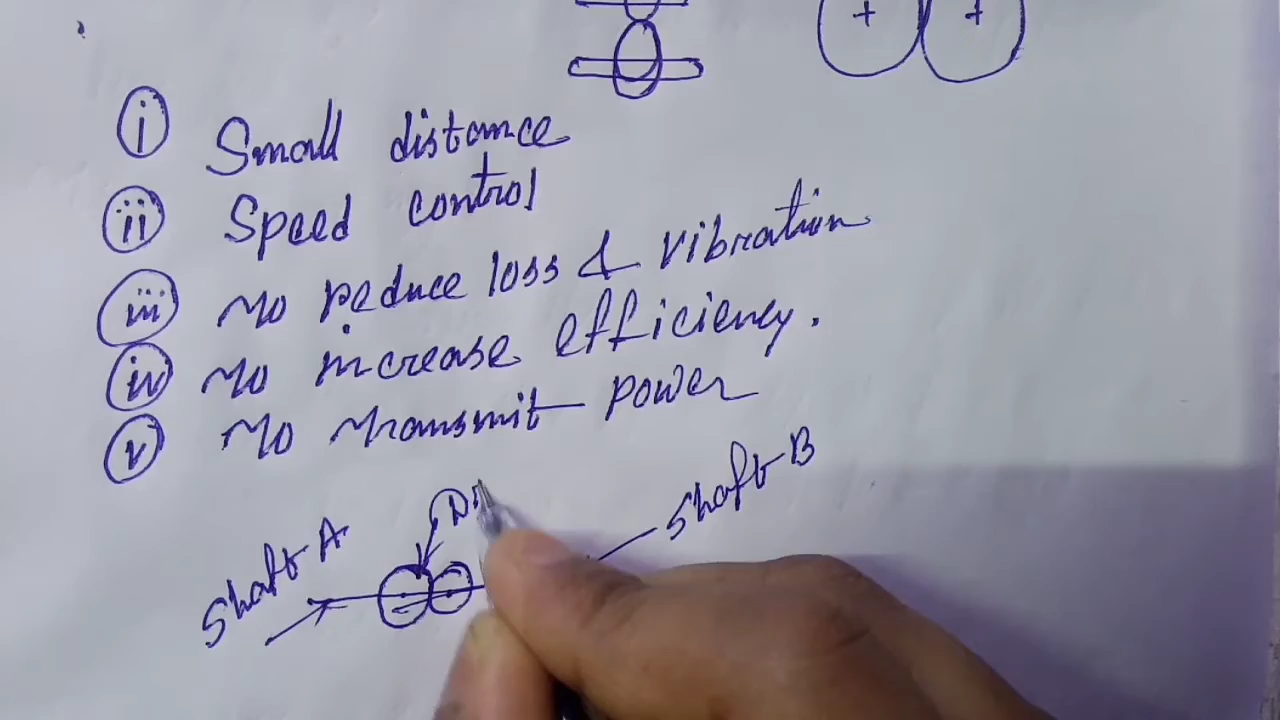 i Small distance
ii Speed control
iii To reduce loss & vibration
iv To increase efficiency.
v To transmit power
Shaft A
Shaft B